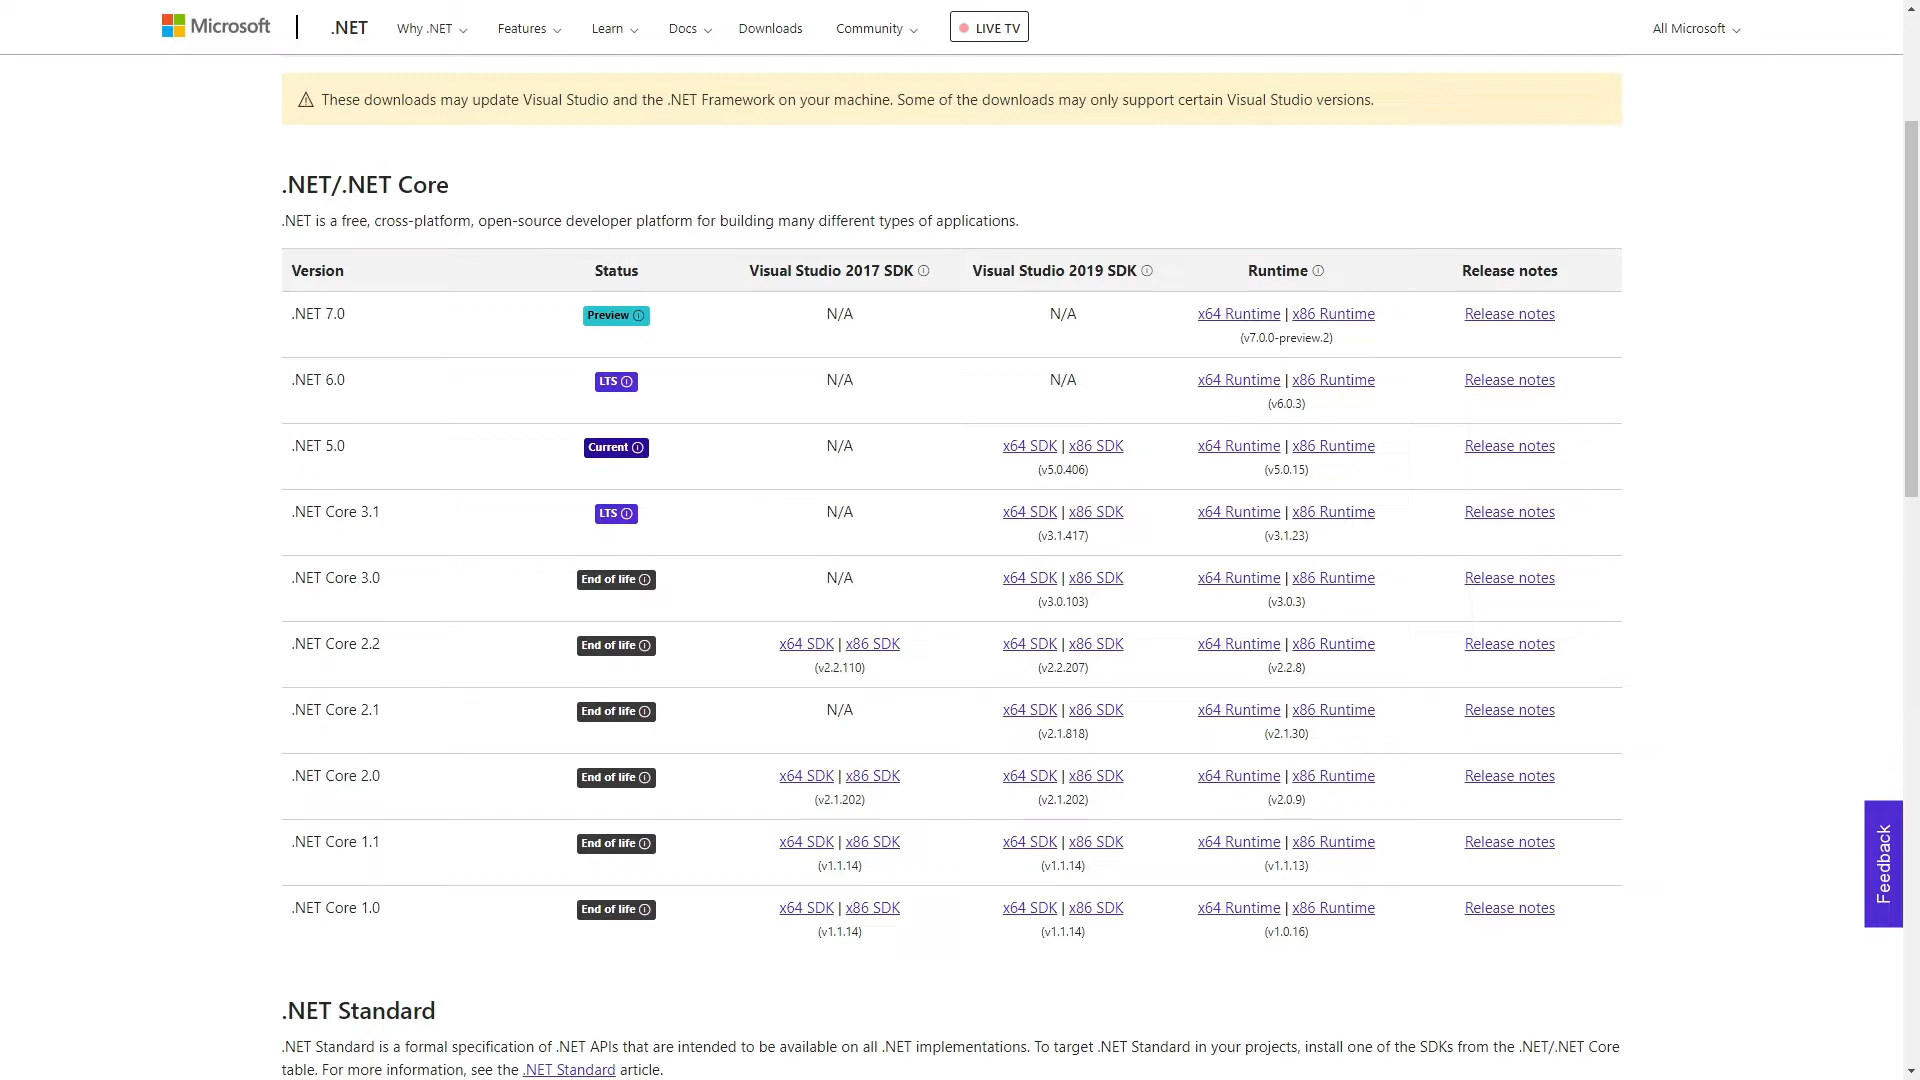 Microsoft | .NET Why .NET Features Learn Docs Downloads Community LIVE TV All Microsoft
These downloads may update Visual Studio and the .NET Framework on your machine. Some of the downloads may only support certain Visual Studio versions.
.NET/.NET Core
.NET is a free, cross-platform, open-source developer platform for building many different types of applications.
Version Status Visual Studio 2017 SDK Visual Studio 2019 SDK Runtime Release notes
.NET 7.0 Preview N/A N/A x64 Runtime | x86 Runtime Release notes
(v7.0.0-preview.2)
.NET 6.0 LTS N/A N/A x64 Runtime | x86 Runtime Release notes
(v6.0.3)
.NET 5.0 Current N/A x64 SDK | x86 SDK x64 Runtime | x86 Runtime Release notes
(v5.0.406) (v5.0.15)
.NET Core 3.1 LTS N/A x64 SDK | x86 SDK x64 Runtime | x86 Runtime Release notes
(v3.1.417) (v3.1.23)
.NET Core 3.0 End of life N/A x64 SDK | x86 SDK x64 Runtime | x86 Runtime Release notes
(v3.0.103) (v3.0.3)
.NET Core 2.2 End of life x64 SDK | x86 SDK x64 SDK | x86 SDK x64 Runtime | x86 Runtime Release notes
(v2.2.110) (v2.2.207) (v2.2.8)
.NET Core 2.1 End of life N/A x64 SDK | x86 SDK x64 Runtime | x86 Runtime Release notes
(v2.1.818) (v2.1.30)
.NET Core 2.0 End of life x64 SDK | x86 SDK x64 SDK | x86 SDK x64 Runtime | x86 Runtime Release notes
(v2.1.202) (v2.1.202) (v2.0.9)
.NET Core 1.1 End of life x64 SDK | x86 SDK x64 SDK | x86 SDK x64 Runtime | x86 Runtime Release notes
(v1.1.14) (v1.1.14) (v1.1.13)
.NET Core 1.0 End of life x64 SDK | x86 SDK x64 SDK | x86 SDK x64 Runtime | x86 Runtime Release notes
(v1.1.14) (v1.1.14) (v1.0.16)
Feedback
.NET Standard
.NET Standard is a formal specification of .NET APIs that are intended to be available on all .NET implementations. To target .NET Standard in your projects, install one of the SDKs from the .NET/.NET Core
table. For more information, see the .NET Standard article.